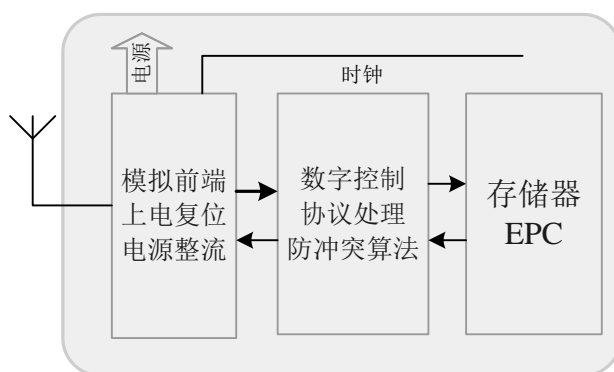 电源
时钟
模拟前端
上电复位
电源整流
数字控制
协议处理
防冲突算法
存储器
EPC